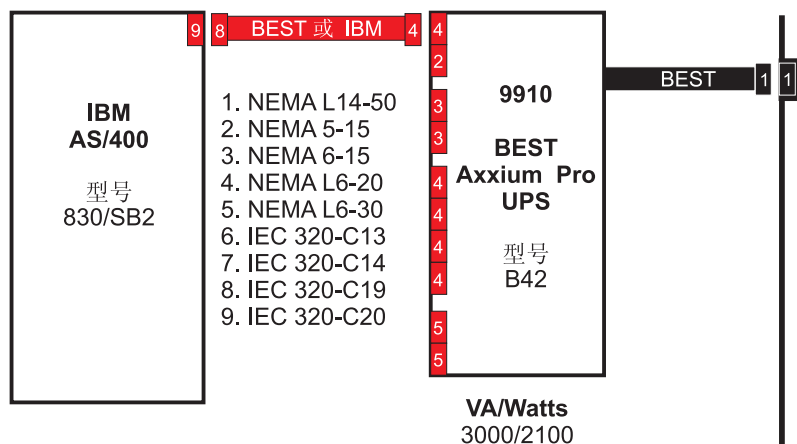 9 8 BEST 或 IBM 4 4
2
3
3
4
4
4
4
5
5
IBM
AS/400
型号
830/SB2
1. NEMA L14-50
2. NEMA 5-15
3. NEMA 6-15
4. NEMA L6-20
5. NEMA L6-30
6. IEC 320-C13
7. IEC 320-C14
8. IEC 320-C19
9. IEC 320-C20
9910
BEST
Axxium Pro
UPS
型号
B42
BEST 1 1
VA/Watts
3000/2100